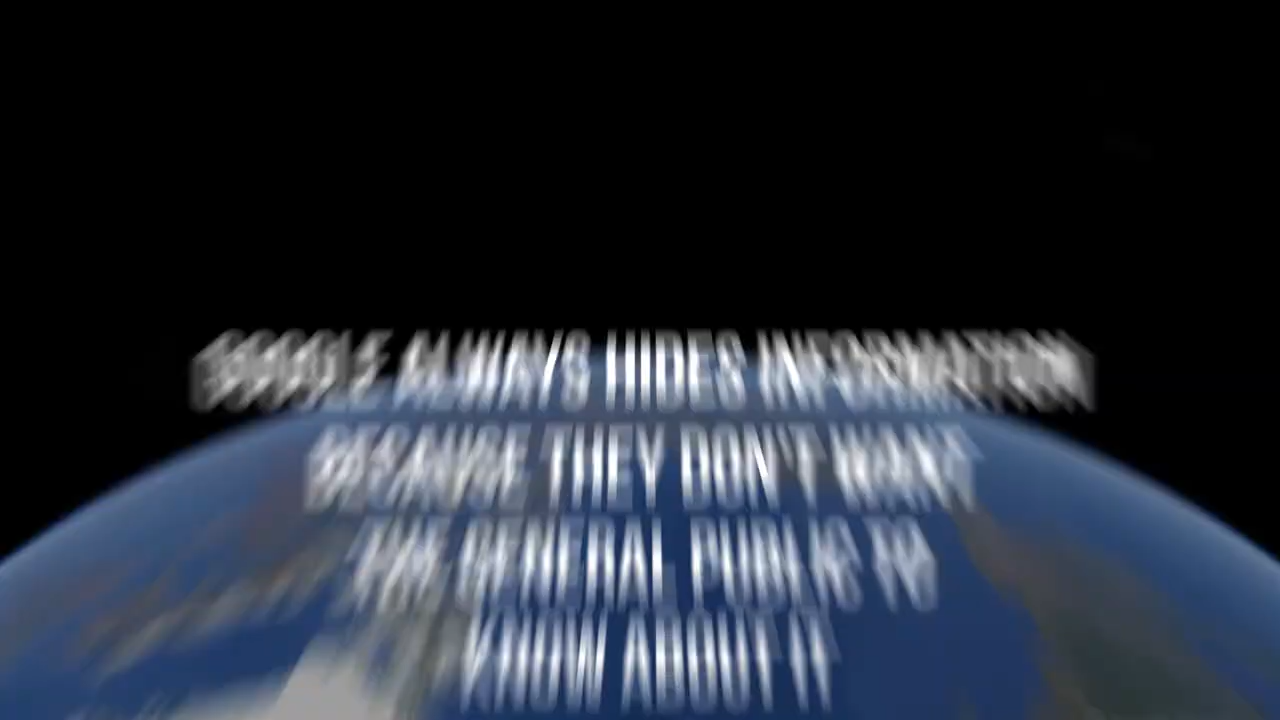 GOOGLE ALWAYS HIDES INFORMATION
BECAUSE THEY DON'T WANT
THE GENERAL PUBLIC TO
KNOW ABOUT IT